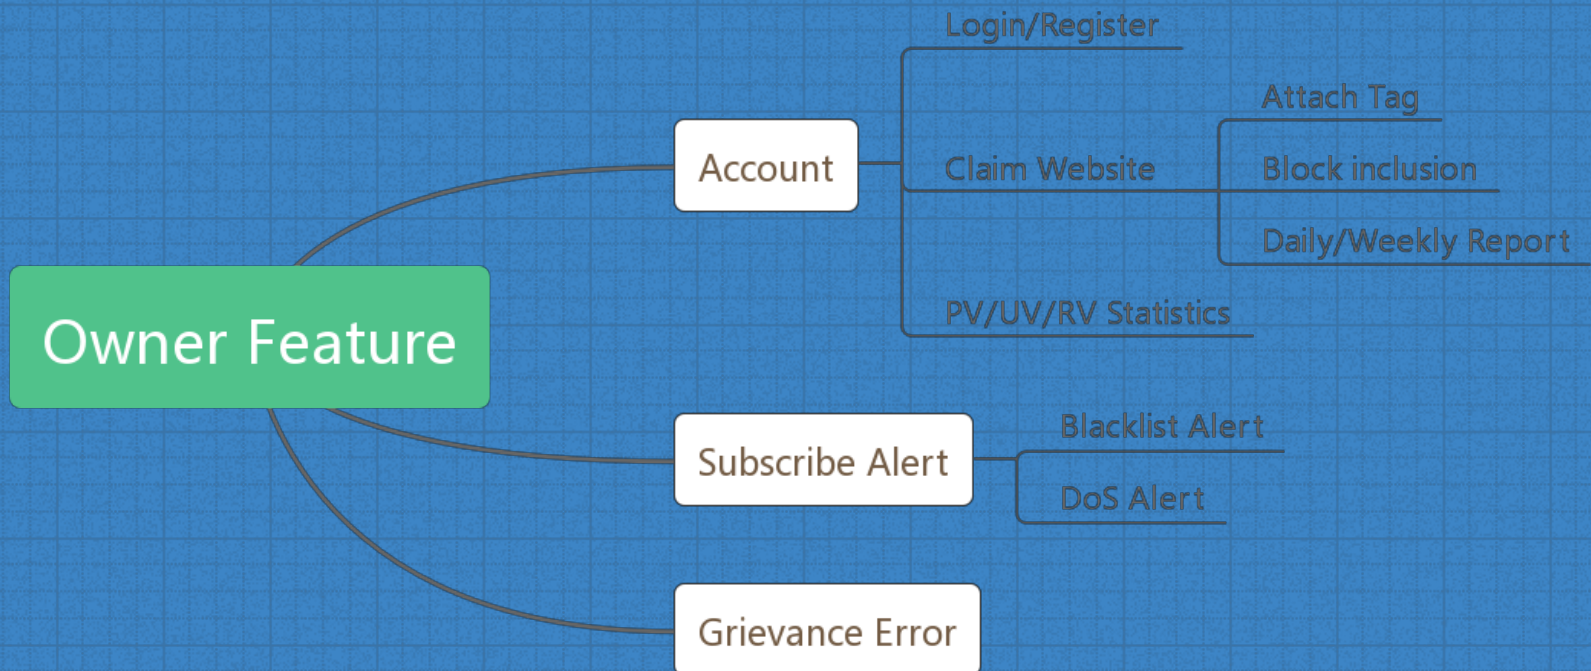 Owner Feature
Account
Login/Register
Claim Website
Attach Tag
Block inclusion
Daily/Weekly Report
PV/UV/RV Statistics
Subscribe Alert
Blacklist Alert
DoS Alert
Grievance Error